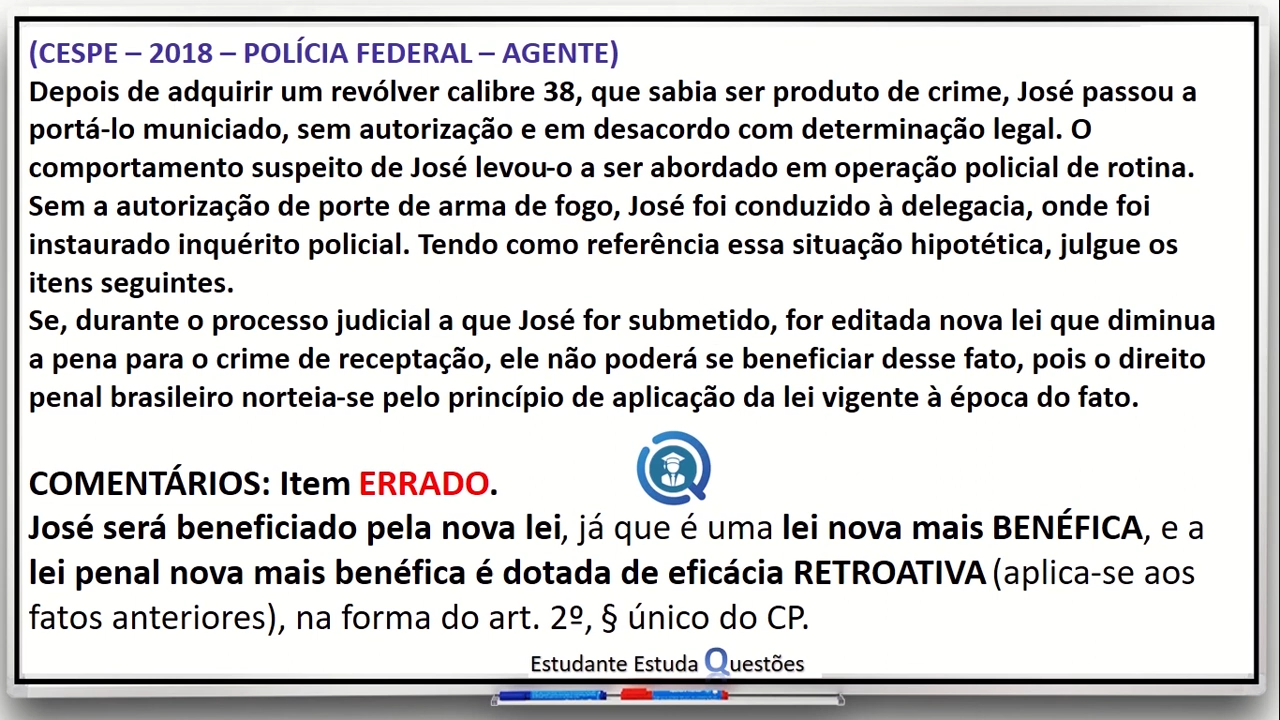 (CESPE – 2018 – POLÍCIA FEDERAL – AGENTE)
Depois de adquirir um revólver calibre 38, que sabia ser produto de crime, José passou a
portá-lo municiado, sem autorização e em desacordo com determinação legal. O
comportamento suspeito de José levou-o a ser abordado em operação policial de rotina.
Sem a autorização de porte de arma de fogo, José foi conduzido à delegacia, onde foi
instaurado inquérito policial. Tendo como referência essa situação hipotética, julgue os
itens seguintes.
Se, durante o processo judicial a que José for submetido, for editada nova lei que diminua
a pena para o crime de receptação, ele não poderá se beneficiar desse fato, pois o direito
penal brasileiro norteia-se pelo princípio de aplicação da lei vigente à época do fato.
COMENTÁRIOS: Item ERRADO.
José será beneficiado pela nova lei, já que é uma lei nova mais BENÉFICA, e a
lei penal nova mais benéfica é dotada de eficácia RETROATIVA (aplica-se aos
fatos anteriores), na forma do art. 2º, § único do CP.
Estudante Estuda Questões